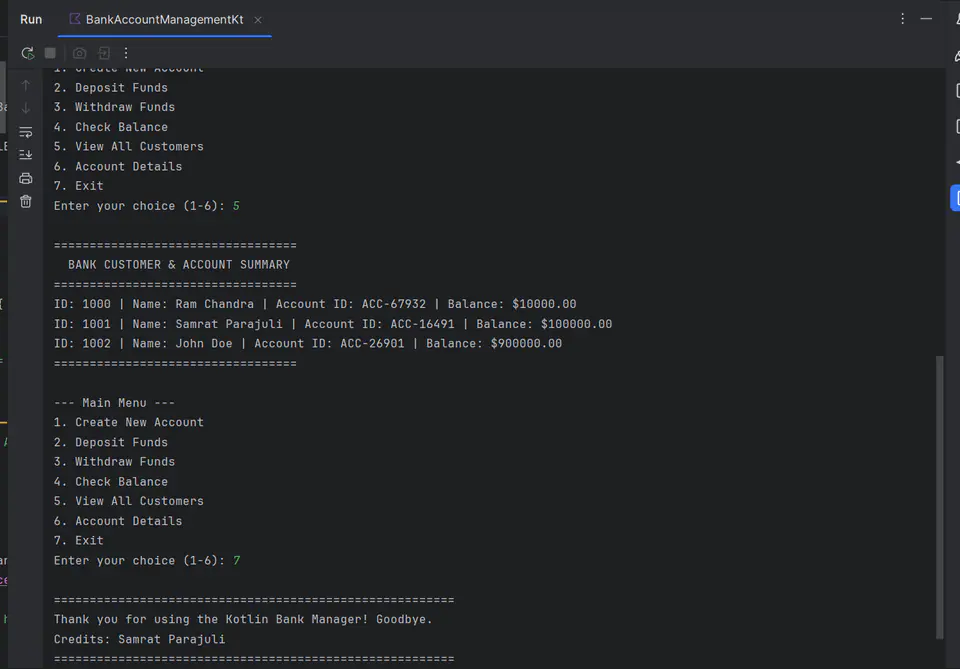 Run BankAccountManagementKt
1. Create New Account
2. Deposit Funds
3. Withdraw Funds
4. Check Balance
5. View All Customers
6. Account Details
7. Exit
Enter your choice (1-6): 5
==================================
BANK CUSTOMER & ACCOUNT SUMMARY
==================================
ID: 1000 | Name: Ram Chandra | Account ID: ACC-67932 | Balance: $10000.00
ID: 1001 | Name: Samrat Parajuli | Account ID: ACC-16491 | Balance: $100000.00
ID: 1002 | Name: John Doe | Account ID: ACC-26901 | Balance: $900000.00
==================================
--- Main Menu ---
1. Create New Account
2. Deposit Funds
3. Withdraw Funds
4. Check Balance
5. View All Customers
6. Account Details
7. Exit
Enter your choice (1-6): 7
========================================================
Thank you for using the Kotlin Bank Manager! Goodbye.
Credits: Samrat Parajuli
========================================================